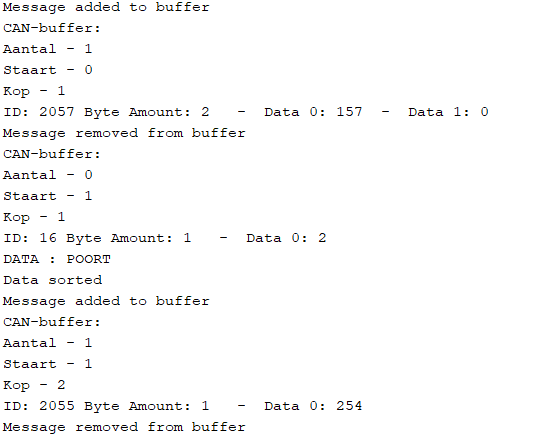 Message added to buffer
CAN-buffer:
Aantal - 1
Staart - 0
Kop - 1
ID: 2057 Byte Amount: 2   -  Data 0: 157  -  Data 1: 0
Message removed from buffer
CAN-buffer:
Aantal - 0
Staart - 1
Kop - 1
ID: 16 Byte Amount: 1   -  Data 0: 2
DATA : POORT
Data sorted
Message added to buffer
CAN-buffer:
Aantal - 1
Staart - 1
Kop - 2
ID: 2055 Byte Amount: 1   -  Data 0: 254
Message removed from buffer